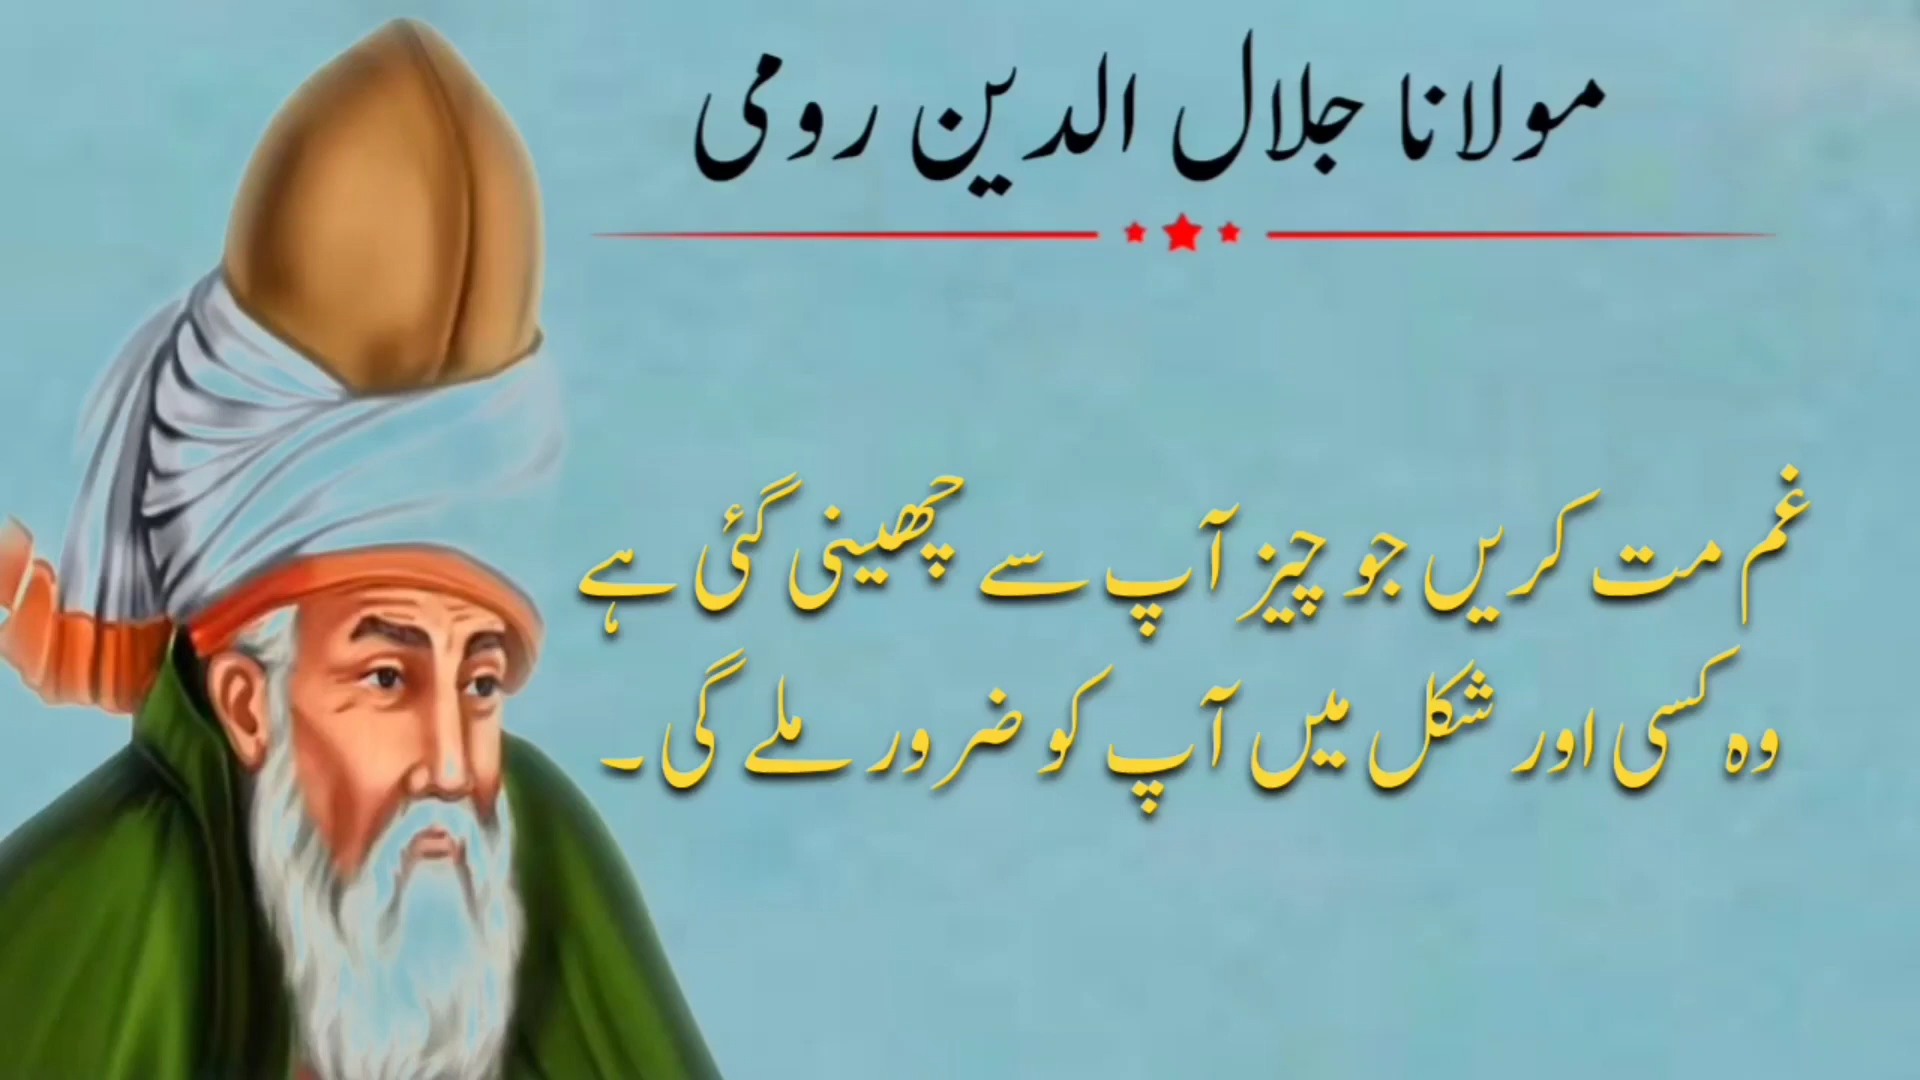 مولانا جلال الدین رومی
غم مت کریں جو چیز آپ سے چھینی گئی ہے
وہ کسی اور شکل میں آپ کو ضرور ملے گی ۔